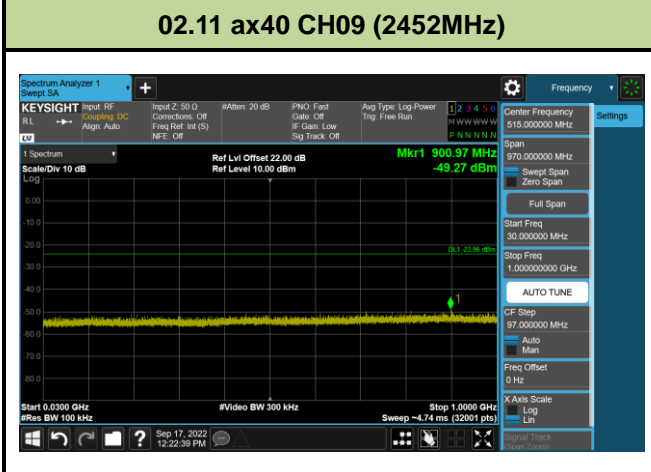 02.11 ax40 CH09 (2452MHz)
Spectrum Analyzer 1
Swept SA
Frequency
KEYSIGHT
RL
LXI
Input: RF
Coupling: DC
Align: Auto
Input Z: 50 Ω
Corrections: Off
Freq Ref: Int (S)
NFE: Off
#Atten: 20 dB
PNO: Fast
Gate: Off
IF Gain: Low
Sig Track: Off
Avg Type: Log-Power
Trig: Free Run
1 2 3 4 5 6
M W W W W W
P N N N N N
1 Spectrum
Scale/Div 10 dB
Log
Ref Lvl Offset 22.00 dB
Ref Level 10.00 dBm
Mkr1 900.97 MHz
-49.27 dBm
0.00
-10.0
-20.0
-30.0
-40.0
-50.0
-60.0
-70.0
-80.0
DL1 -23.96 dBm
1
Start 0.0300 GHz
#Res BW 100 kHz
#Video BW 300 kHz
Stop 1.0000 GHz
Sweep ~4.74 ms (32001 pts)
Settings
Center Frequency
515.000000 MHz
Span
970.000000 MHz
Swept Span
Zero Span
Full Span
Start Freq
30.000000 MHz
Stop Freq
1.000000000 GHz
AUTO TUNE
CF Step
97.000000 MHz
Auto
Man
Freq Offset
0 Hz
X Axis Scale
Log
Lin
Signal Track
(Span Zoom)
Sep 17, 2022
12:22:39 PM